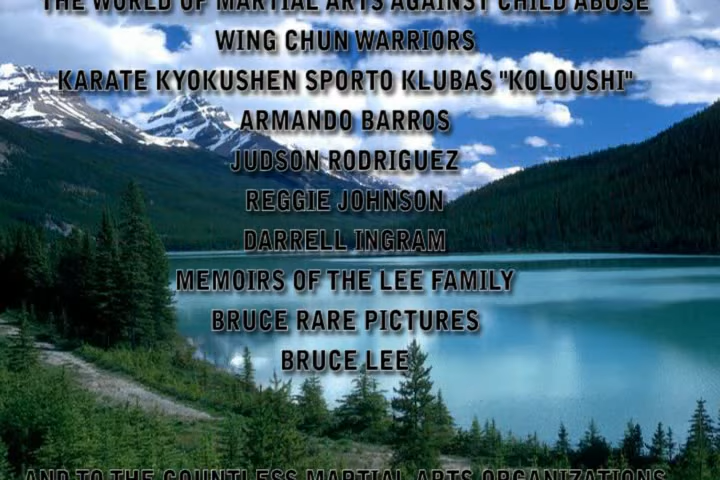 THE WORLD OF MARTIAL ARTS AGAINST CHILD ABUSE
WING CHUN WARRIORS
KARATE KYOKUSHEN SPORTO KLUBAS "KOLOUSHI"
ARMANDO BARROS
JUDSON RODRIGUEZ
REGGIE JOHNSON
DARRELL INGRAM
MEMOIRS OF THE LEE FAMILY
BRUCE RARE PICTURES
BRUCE LEE
AND TO THE COUNTLESS MARTIAL ARTS ORGANIZATIONS